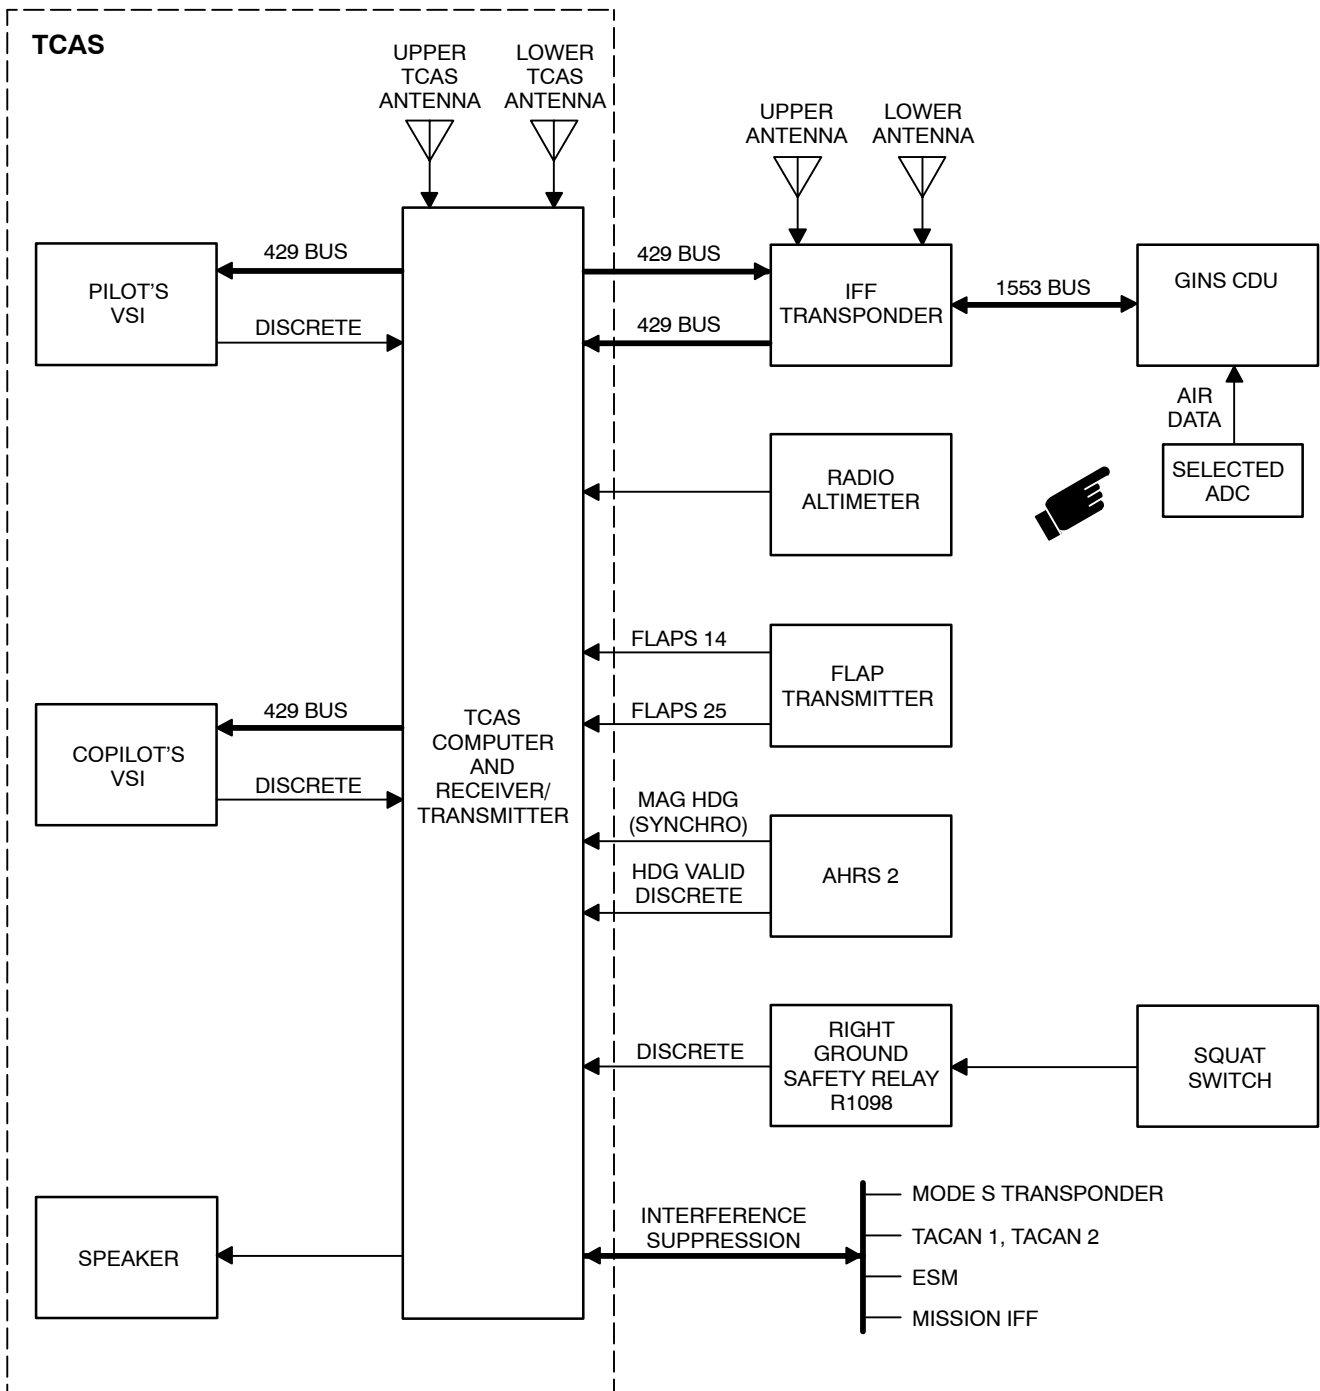 TCAS
UPPER
TCAS
ANTENNA
LOWER
TCAS
ANTENNA
UPPER
ANTENNA
LOWER
ANTENNA
PILOT'S
VSI
429 BUS
DISCRETE
429 BUS
429 BUS
IFF
TRANSPONDER
1553 BUS
GINS CDU
AIR
DATA
SELECTED
ADC
RADIO
ALTIMETER
FLAPS 14
FLAPS 25
FLAP
TRANSMITTER
COPILOT'S
VSI
429 BUS
DISCRETE
TCAS
COMPUTER
AND
RECEIVER/
TRANSMITTER
MAG HDG
(SYNCHRO)
HDG VALID
DISCRETE
AHRS 2
DISCRETE
RIGHT
GROUND
SAFETY RELAY
R1098
SQUAT
SWITCH
SPEAKER
INTERFERENCE
SUPPRESSION
MODE S TRANSPONDER
TACAN 1, TACAN 2
ESM
MISSION IFF